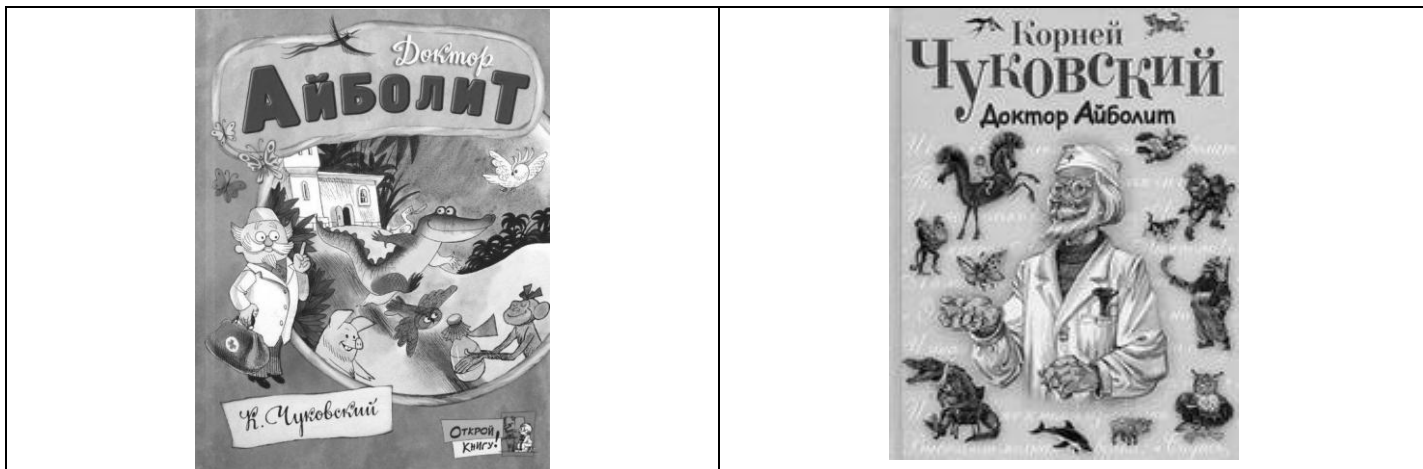 Доктор
АЙБОЛИТ
К. Чуковский
ОТКРОЙ
КНИГУ!
Корней
Чуковский
Доктор Айболит